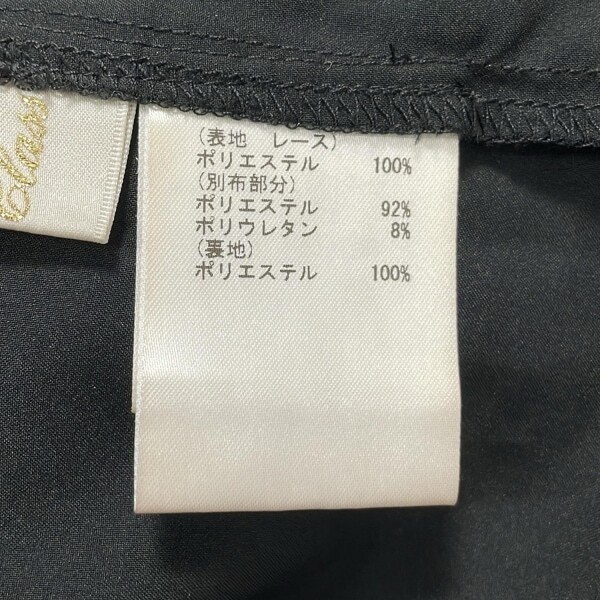 (表地　レース)
ポリエステル　100%
(別布部分)
ポリエステル　92%
ポリウレタン　8%
(裏地)
ポリエステル　100%